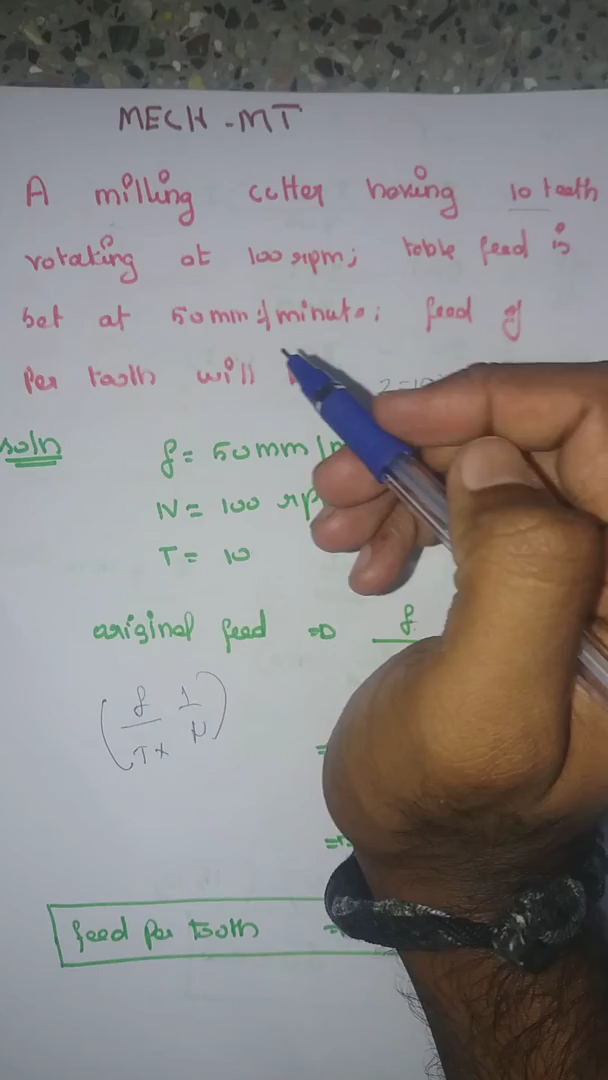 MECH - MT
A milling cutter having 10 teeth
rotating at 100 rpm; table feed is
set at 50mm/minute; feed of
Per tooth will
Soln
f = 50mm/
N = 100 rp
T = 10
original feed ⇒ f
(f/T × 1/N)
feed Per tooth =